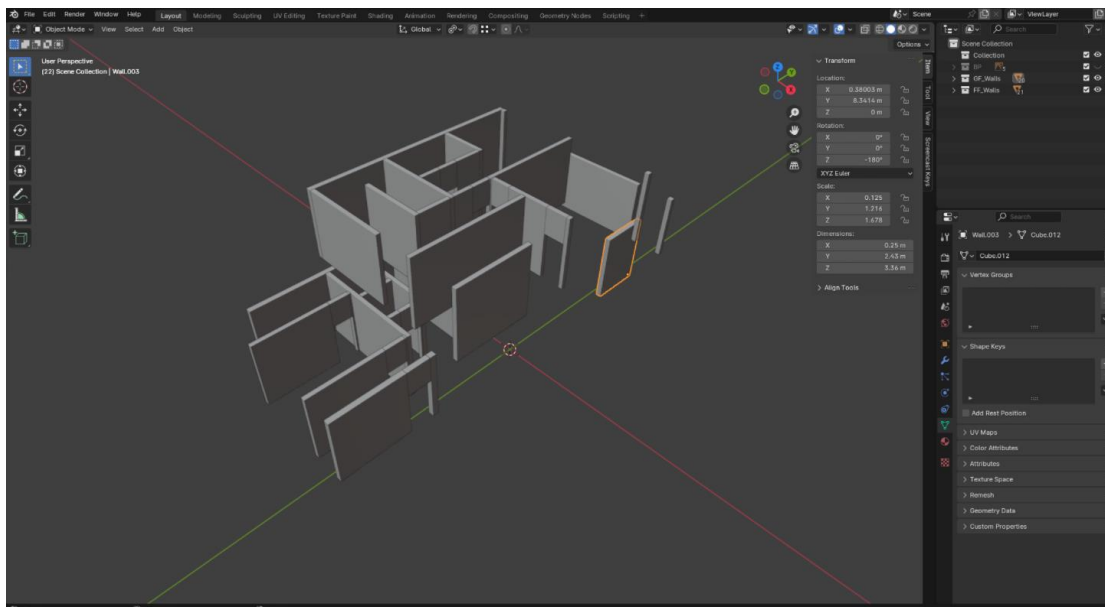 File Edit Render Window Help Layout Modeling Sculpting UV Editing Texture Paint Shading Animation Rendering Compositing Geometry Nodes Scripting + Scene ViewLayer
Object Mode View Select Add Object Global Search
Options
User Perspective
(22) Scene Collection | Wall.003
Transform
Location:
X 0.38003 m
Y 8.3414 m
Z 0 m
Rotation:
X 0°
Y 0°
Z -180°
XYZ Euler
Scale:
X 0.125
Y 1.216
Z 1.678
Dimensions:
X 0.25 m
Y 2.43 m
Z 3.36 m
Align Tools
Item
Tool
View
Screencast Keys
Scene Collection
Collection
BP
GF_Walls
FF_Walls
Search
Wall.003 > Cube.012
Cube.012
Vertex Groups
Shape Keys
Add Rest Position
UV Maps
Color Attributes
Attributes
Texture Space
Remesh
Geometry Data
Custom Properties